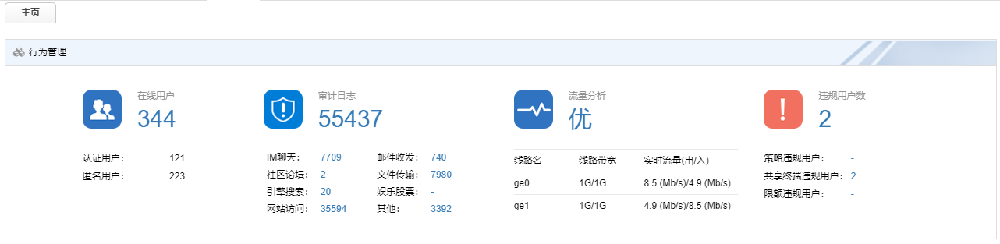 主页
行为管理
在线用户
344
认证用户： 121
匿名用户： 223
审计日志
55437
IM聊天： 7709 邮件收发： 740
社区论坛： 2 文件传输： 7980
引擎搜索： 20 娱乐股票： -
网站访问： 35594 其他： 3392
流量分析
优
线路名 线路带宽 实时流量(出/入)
ge0 1G/1G 8.5 (Mb/s)/4.9 (Mb/s)
ge1 1G/1G 4.9 (Mb/s)/8.5 (Mb/s)
违规用户数
2
策略违规用户： -
共享终端违规用户： 2
限额违规用户： -